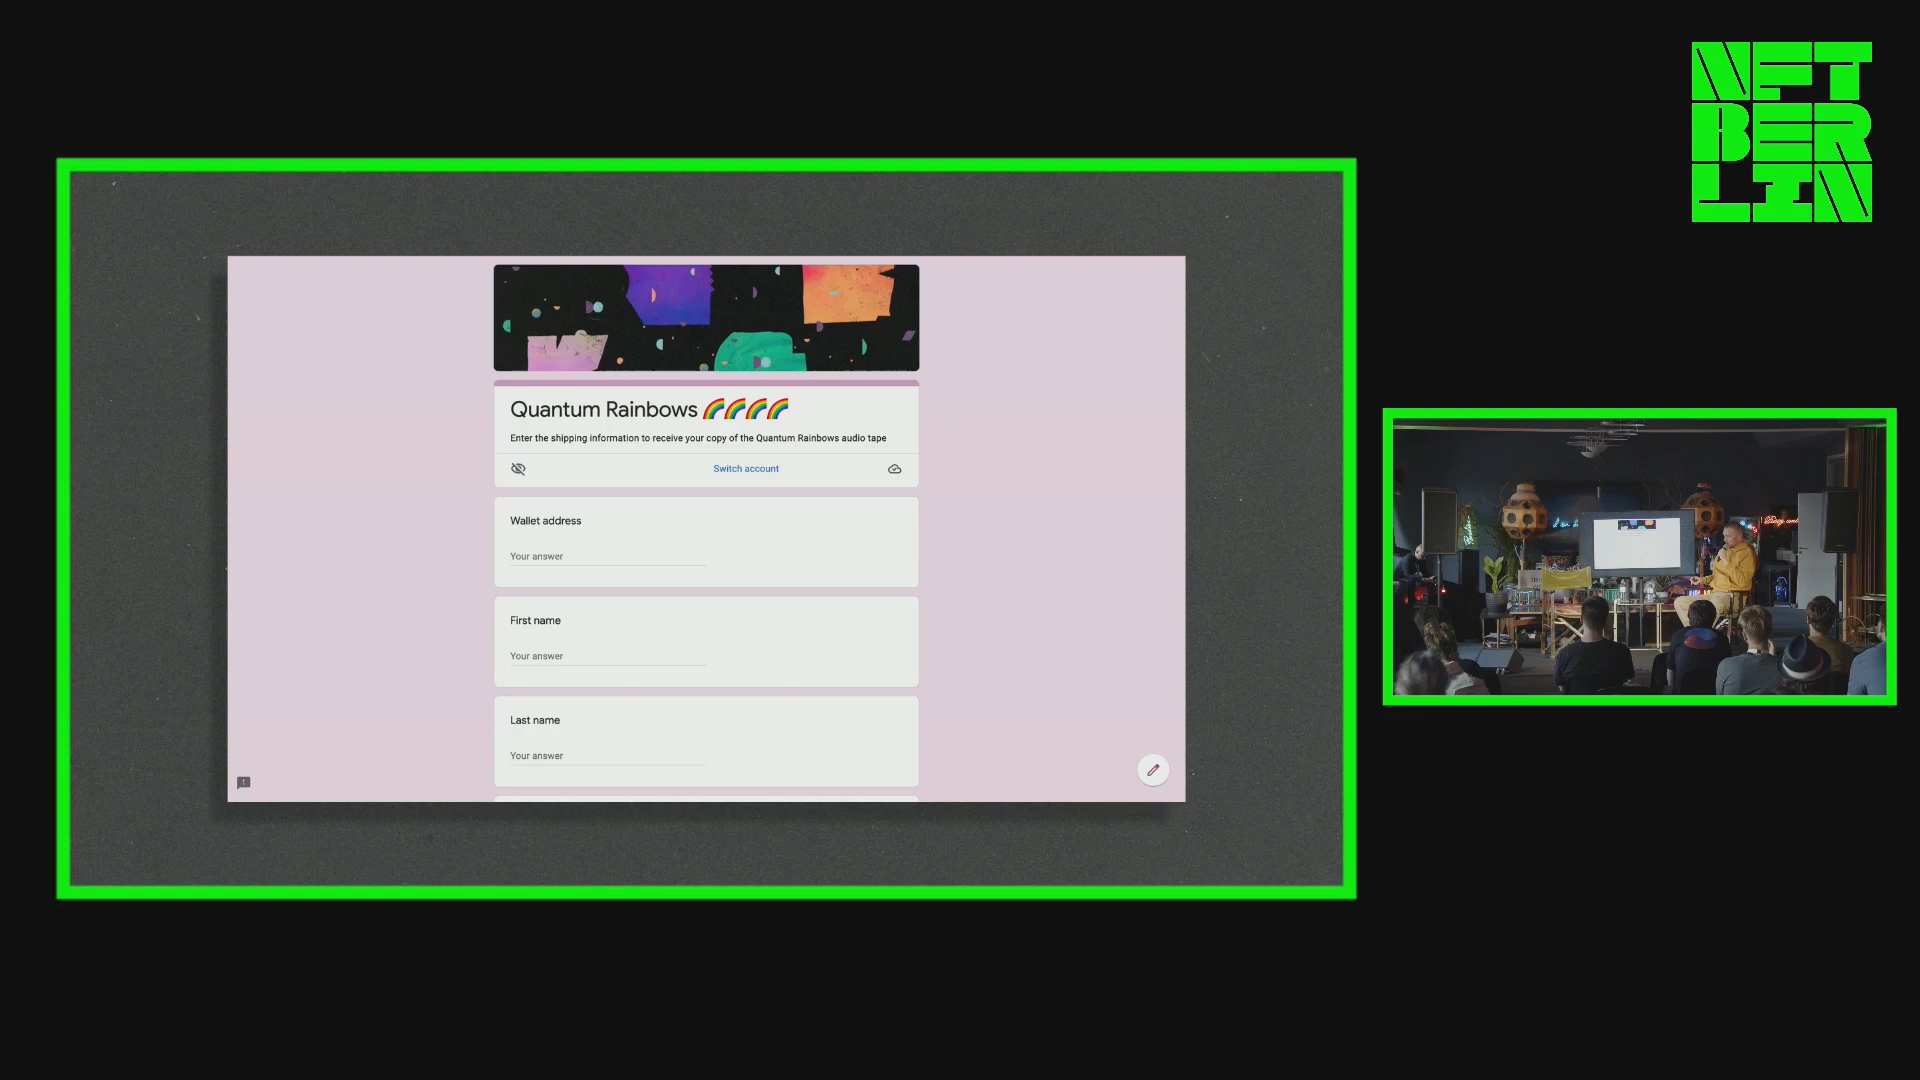 NFT
BER
LIN
Quantum Rainbows 🌈🌈🌈🌈
Enter the shipping information to receive your copy of the Quantum Rainbows audio tape
Switch account
Wallet address
Your answer
First name
Your answer
Last name
Your answer